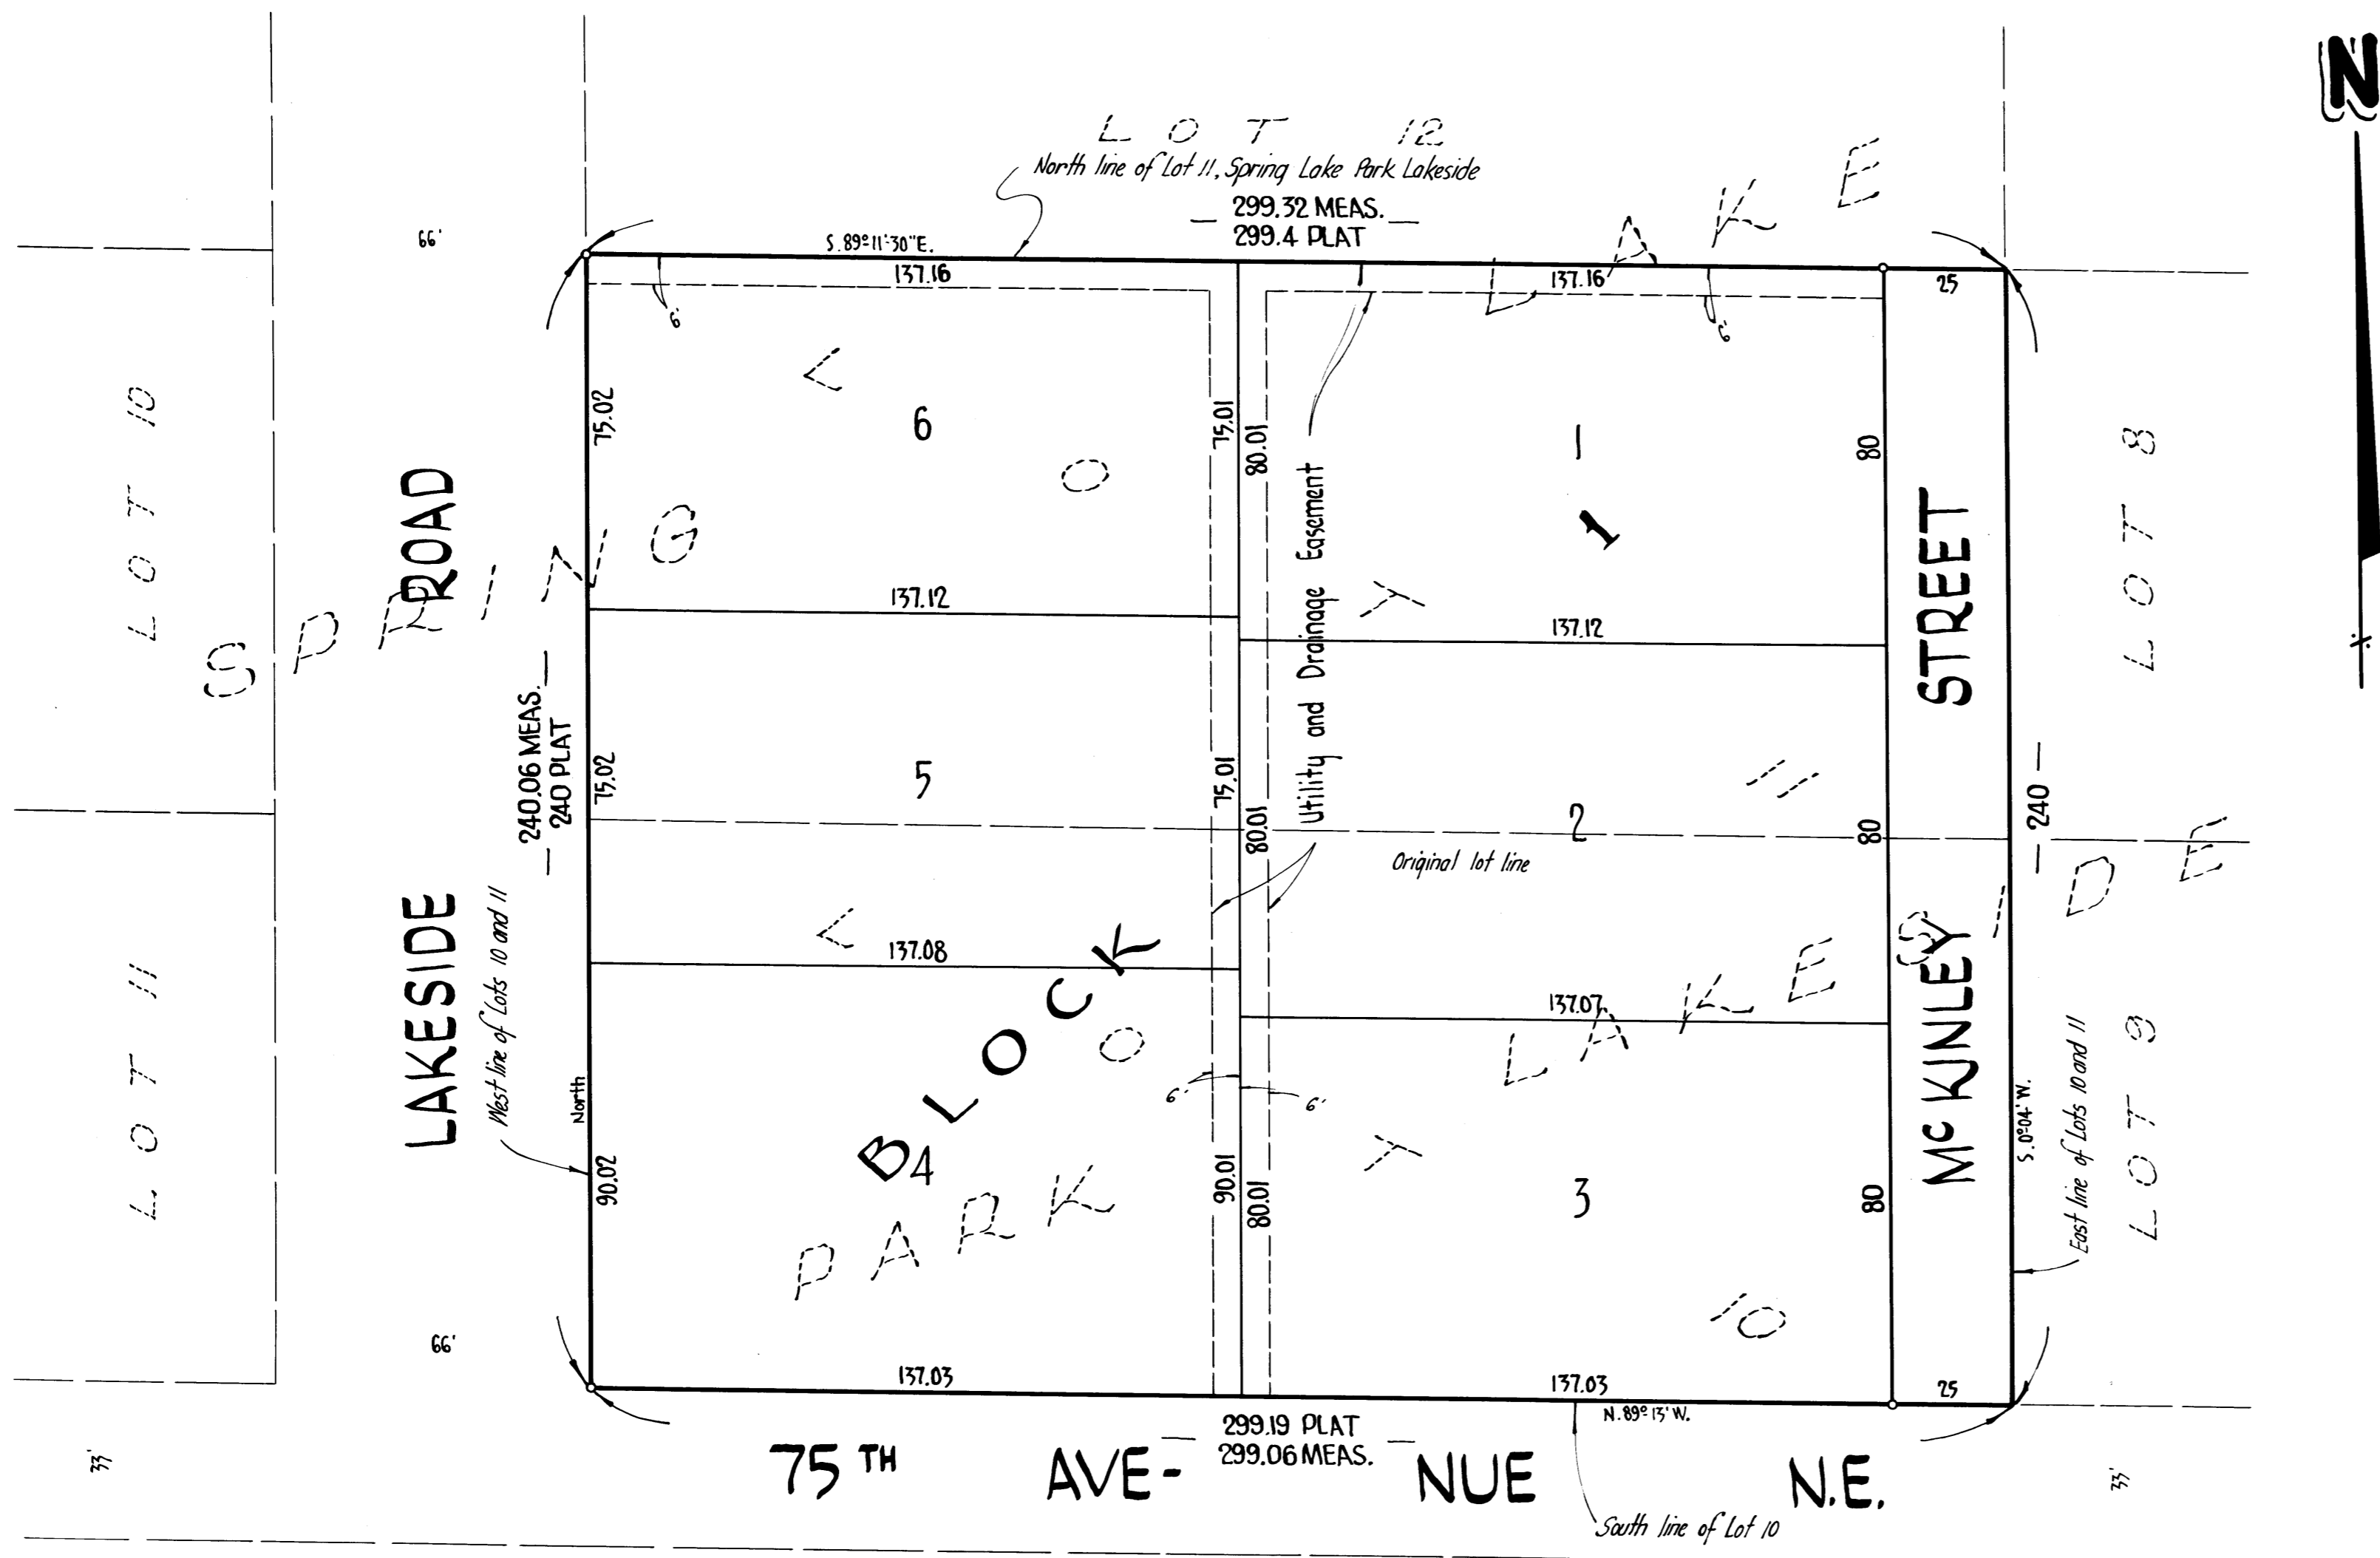 N
LOT 12
North line of Lot 11, Spring Lake Park Lakeside
299.32 MEAS.
299.4 PLAT
66'
S. 89°11'-30"E.
137.16
137.16
25
6'
6'
LOT 10
ROAD
75.02
6
75.01
80.01
Utility and Drainage Easement
1
1
80
STREET
LOT 8
SPRING LAKE
LOT 11
137.12
137.12
240.06 MEAS.
240 PLAT
75.02
5
75.01
80.01
2
80
240
Original lot line
LAKESIDE
West line of Lots 10 and 11
137.08
137.07
BLOCK
PARK LAKESIDE
LOT 11
North
90.02
4
6'
6'
90.01
80.01
LOT 10
3
80
McKINLEY
S. 0°04' W.
East line of Lots 10 and 11
LOT 9
66'
137.03
137.03
25
N. 89°13' W.
299.19 PLAT
299.06 MEAS.
33'
75TH AVE- NUE N.E.
33'
South line of Lot 10